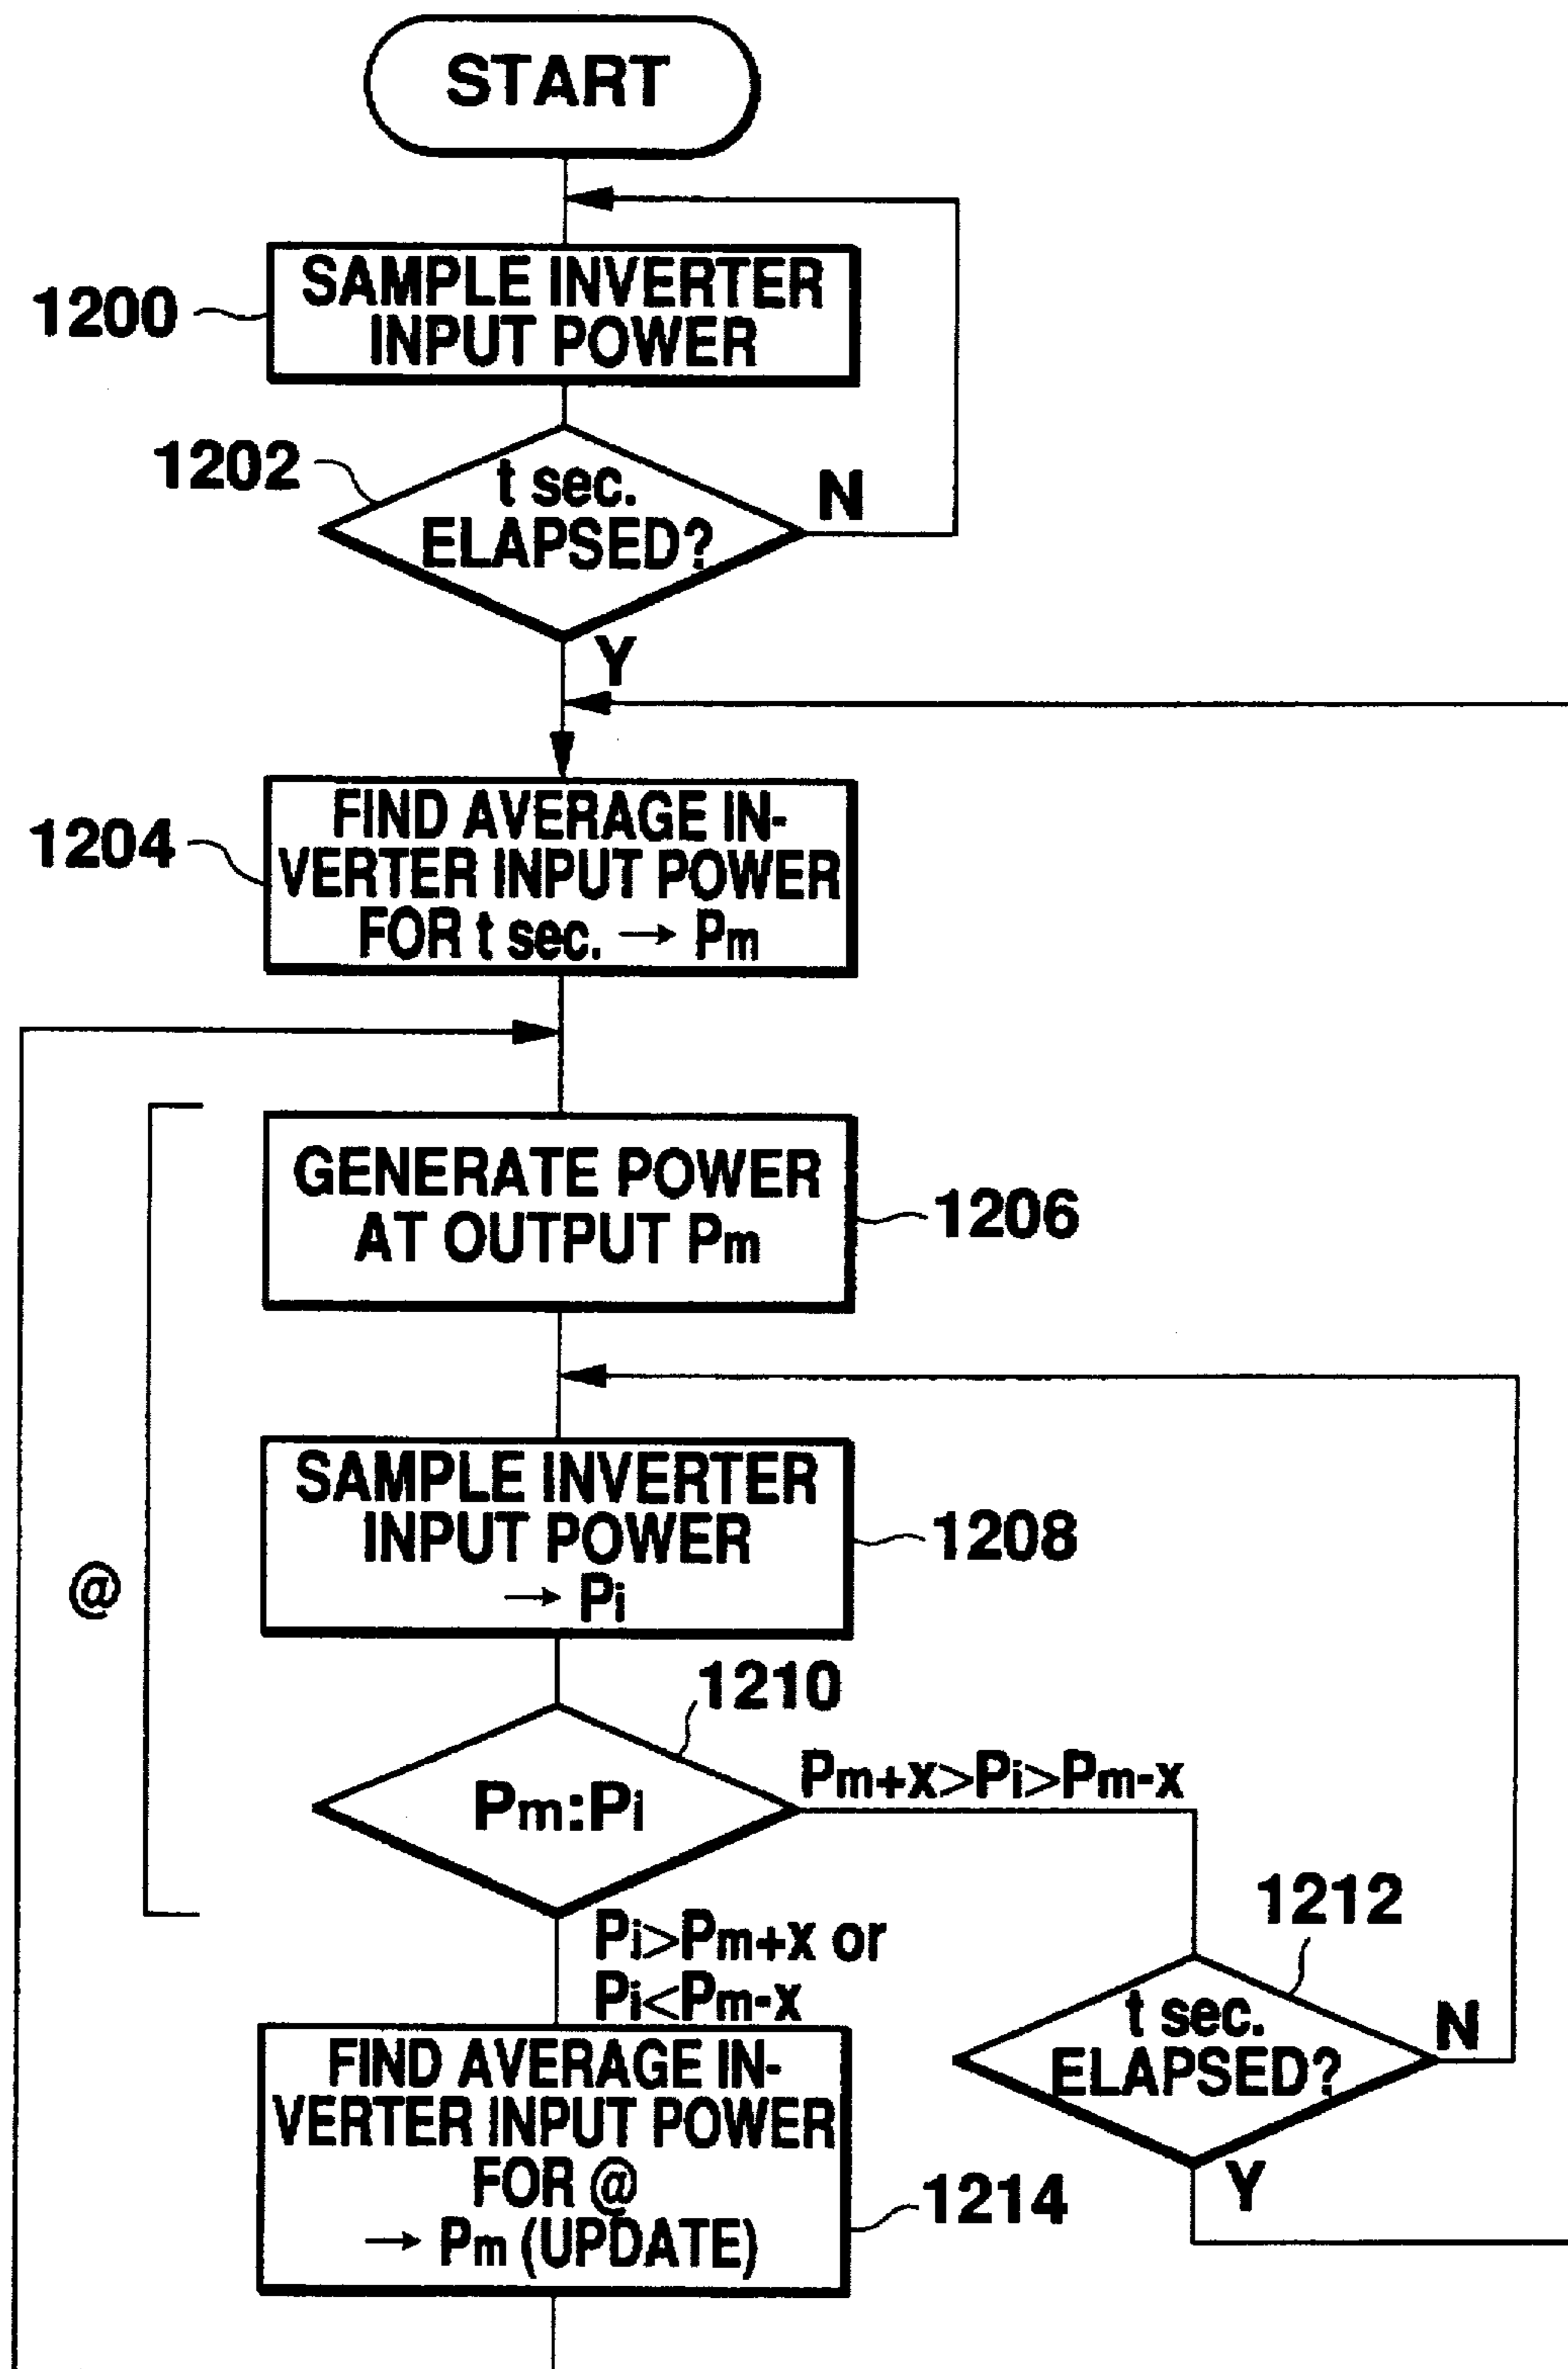 START
1200
SAMPLE INVERTER
INPUT POWER
1202
t sec.
ELAPSED?
N
Y
1204
FIND AVERAGE IN-
VERTER INPUT POWER
FOR t sec. → Pm
GENERATE POWER
AT OUTPUT Pm
1206
SAMPLE INVERTER
INPUT POWER
→ Pi
1208
@
1210
Pm:Pi
Pm+x>Pi>Pm-x
Pi>Pm+x or
Pi<Pm-x
1212
t sec.
ELAPSED?
N
Y
FIND AVERAGE IN-
VERTER INPUT POWER
FOR @
→ Pm (UPDATE)
1214